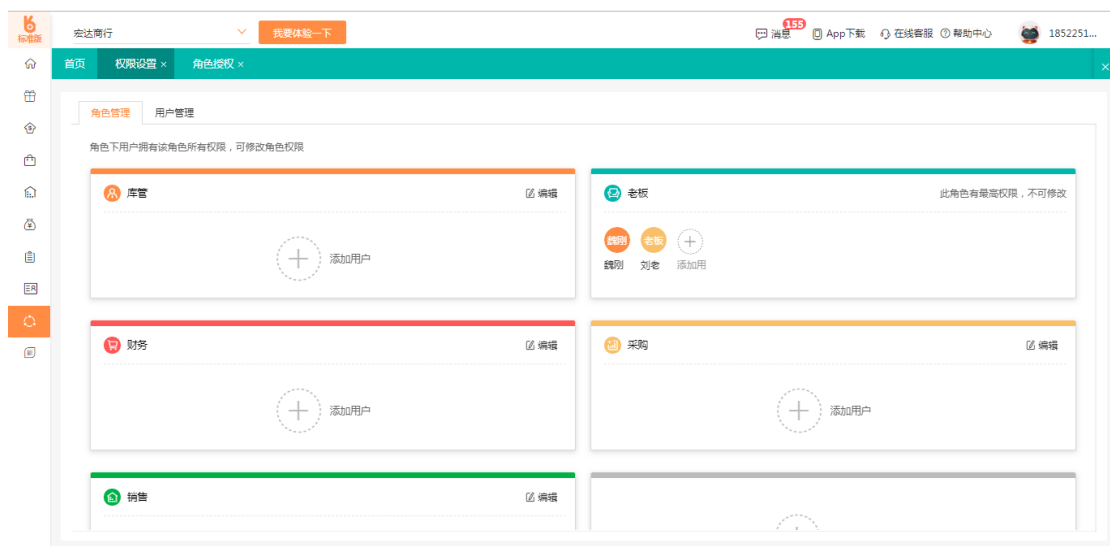 标准版
宏达商行
我要体验一下
消息
155
App下载
在线客服
帮助中心
1852251...
首页
权限设置 ×
角色授权 ×
角色管理
用户管理
角色下用户拥有该角色所有权限，可修改角色权限
库管
编辑
添加用户
老板
此角色有最高权限，不可修改
魏刚
老板
魏刚
刘老
添加用
财务
编辑
添加用户
采购
编辑
添加用户
销售
编辑